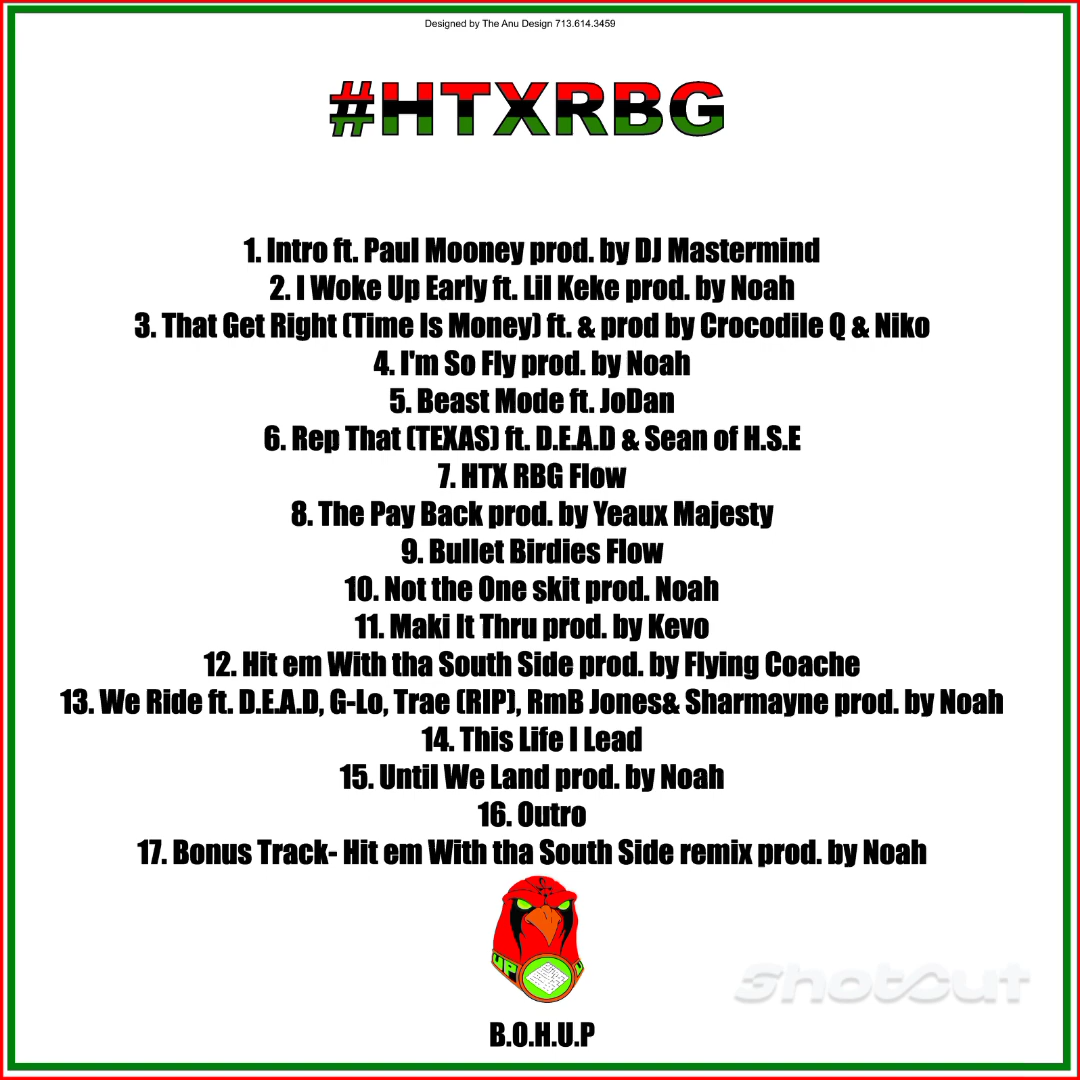 Designed by The Anu Design 713.614.3459
#HTXRBG
1. Intro ft. Paul Mooney prod. by DJ Mastermind
2. I Woke Up Early ft. Lil Keke prod. by Noah
3. That Get Right (Time Is Money) ft. & prod by Crocodile Q & Niko
4. I'm So Fly prod. by Noah
5. Beast Mode ft. JoDan
6. Rep That (TEXAS) ft. D.E.A.D & Sean of H.S.E
7. HTX RBG Flow
8. The Pay Back prod. by Yeaux Majesty
9. Bullet Birdies Flow
10. Not the One skit prod. Noah
11. Maki It Thru prod. by Kevo
12. Hit em With tha South Side prod. by Flying Coache
13. We Ride ft. D.E.A.D, G-Lo, Trae (RIP), RmB Jones& Sharmayne prod. by Noah
14. This Life I Lead
15. Until We Land prod. by Noah
16. Outro
17. Bonus Track- Hit em With tha South Side remix prod. by Noah
UP
ShotCut
B.O.H.U.P